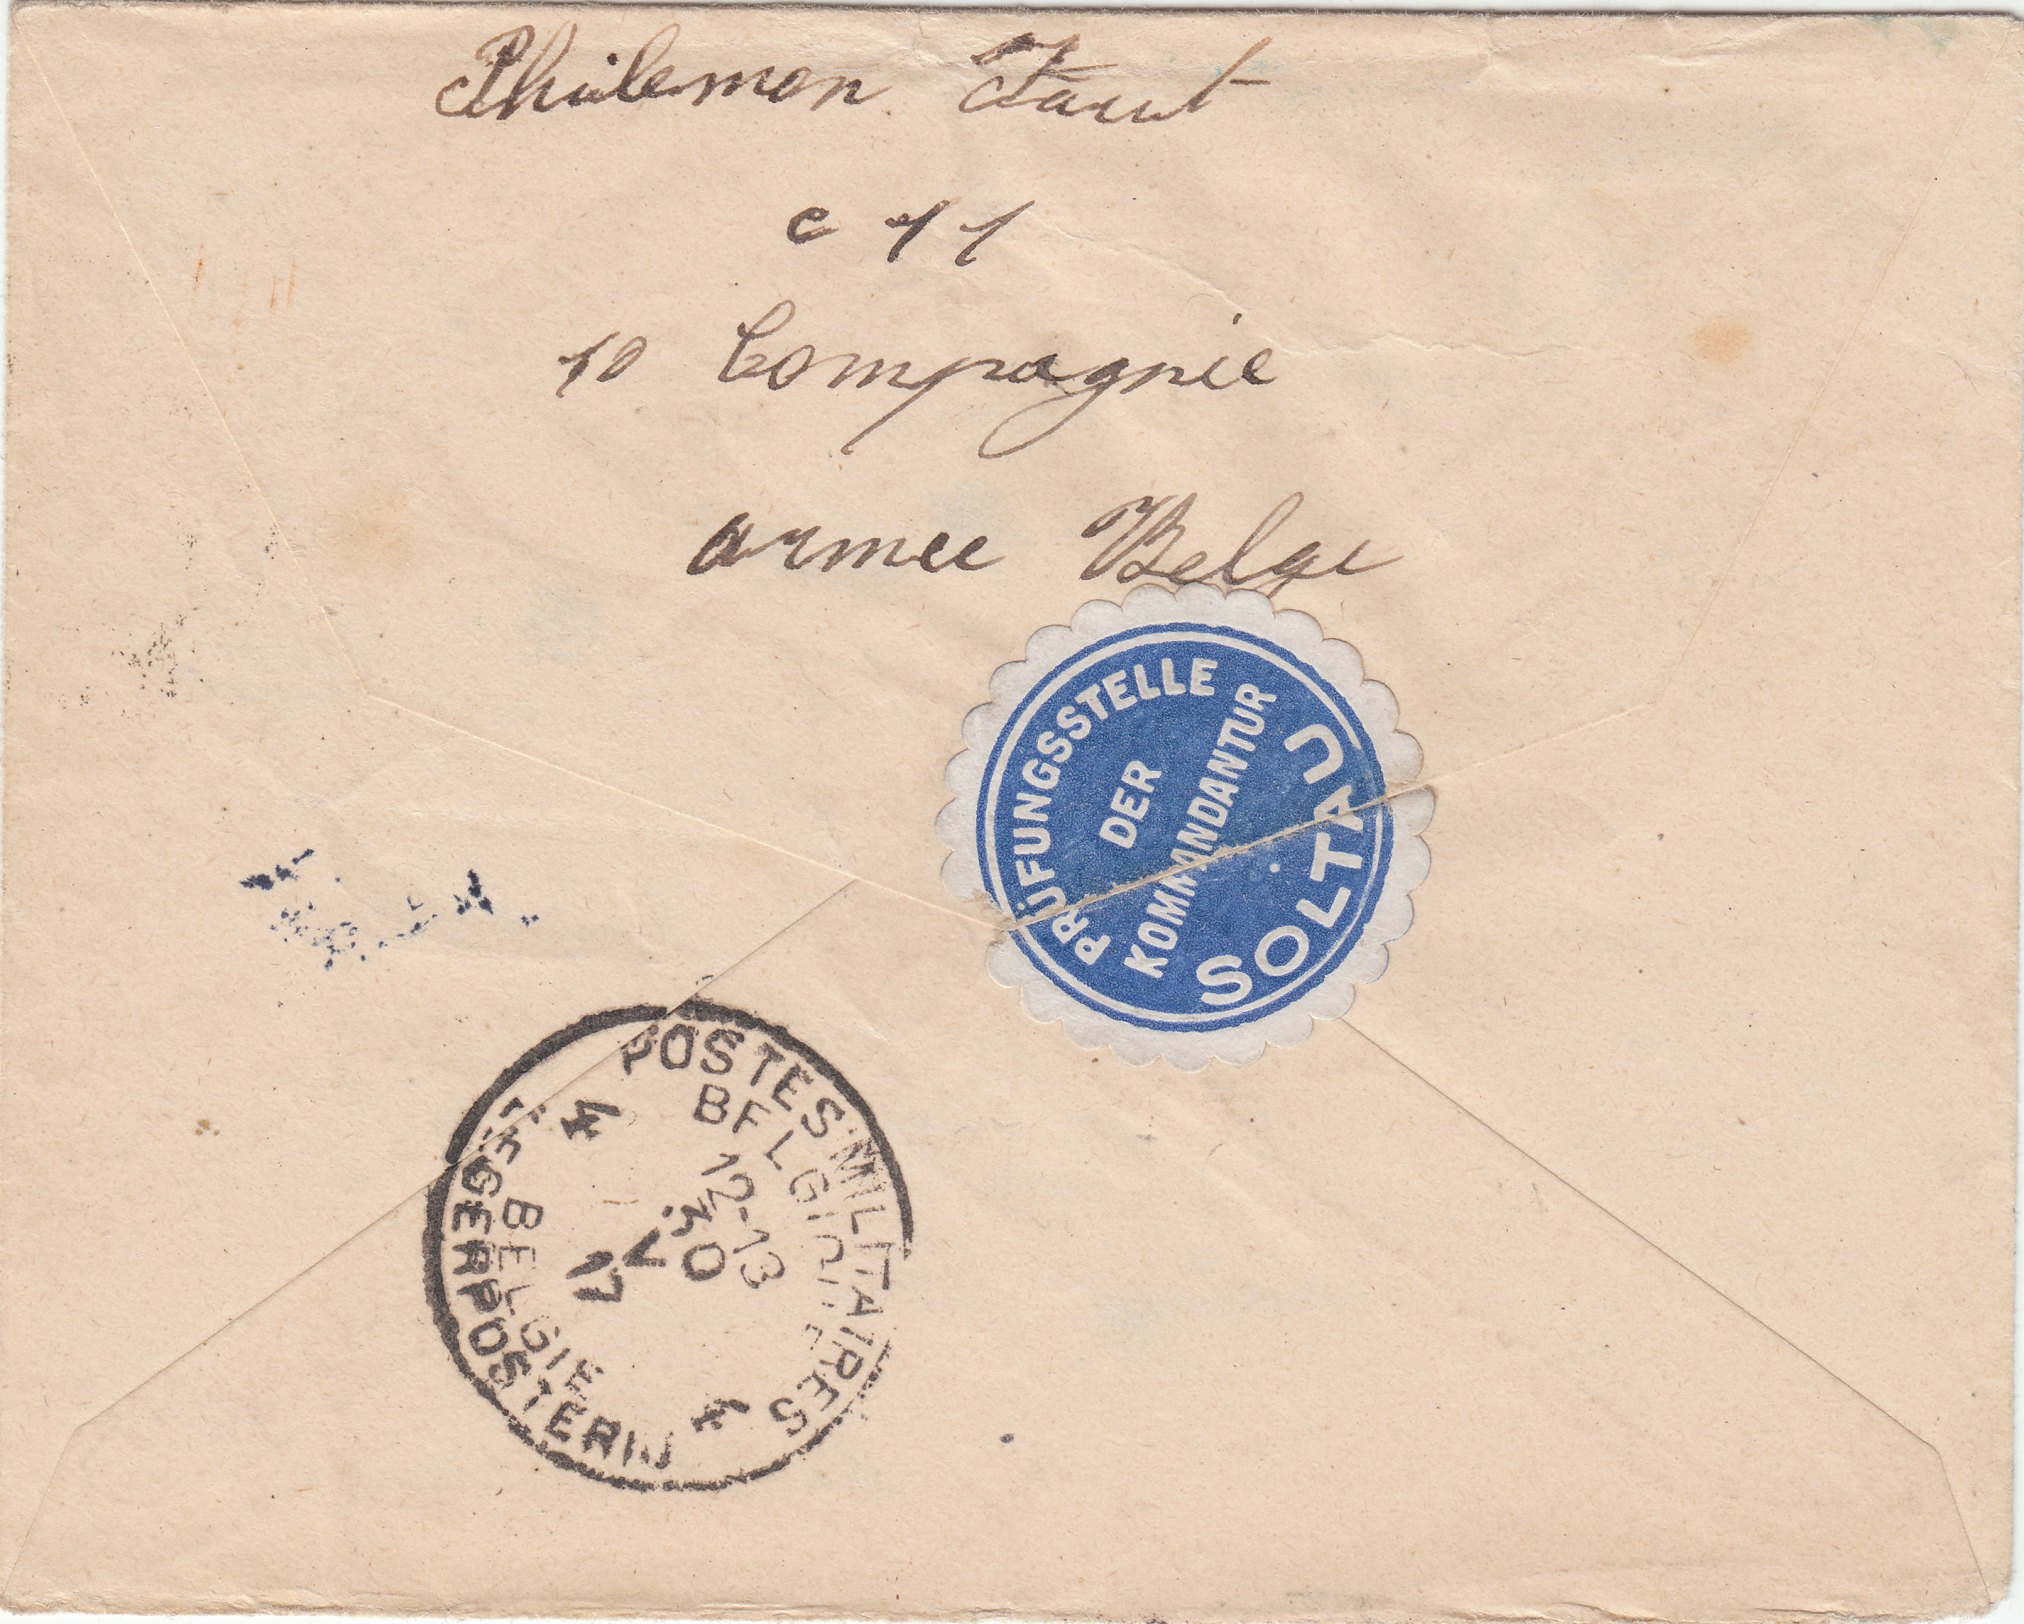 Philemon
c 11
10 Compagnie
armee Belge
PRÜFUNGSSTELLE
DER
KOMMANDANTUR
SOLTAU
POSTES MILITAIRES
BELGIQUE
4
12-13
30
V
17
4
BELGIE
LEGERPOSTERIJ